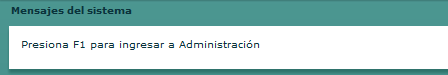 Mensajes del sistema
Presiona F1 para ingresar a Administración